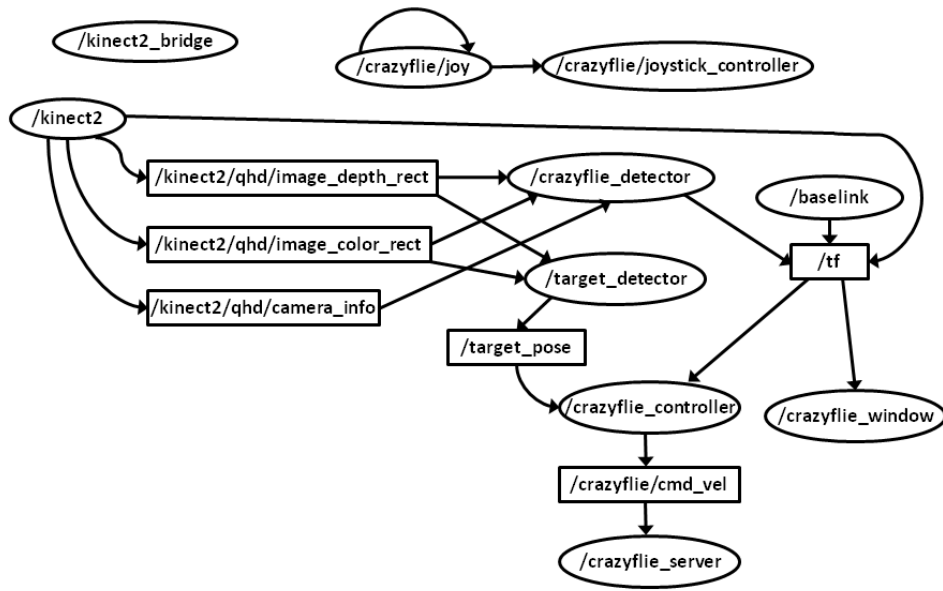 /kinect2_bridge
/crazyflie/joy
/crazyflie/joystick_controller
/kinect2
/kinect2/qhd/image_depth_rect
/crazyflie_detector
/baselink
/kinect2/qhd/image_color_rect
/tf
/target_detector
/kinect2/qhd/camera_info
/target_pose
/crazyflie_controller
/crazyflie_window
/crazyflie/cmd_vel
/crazyflie_server